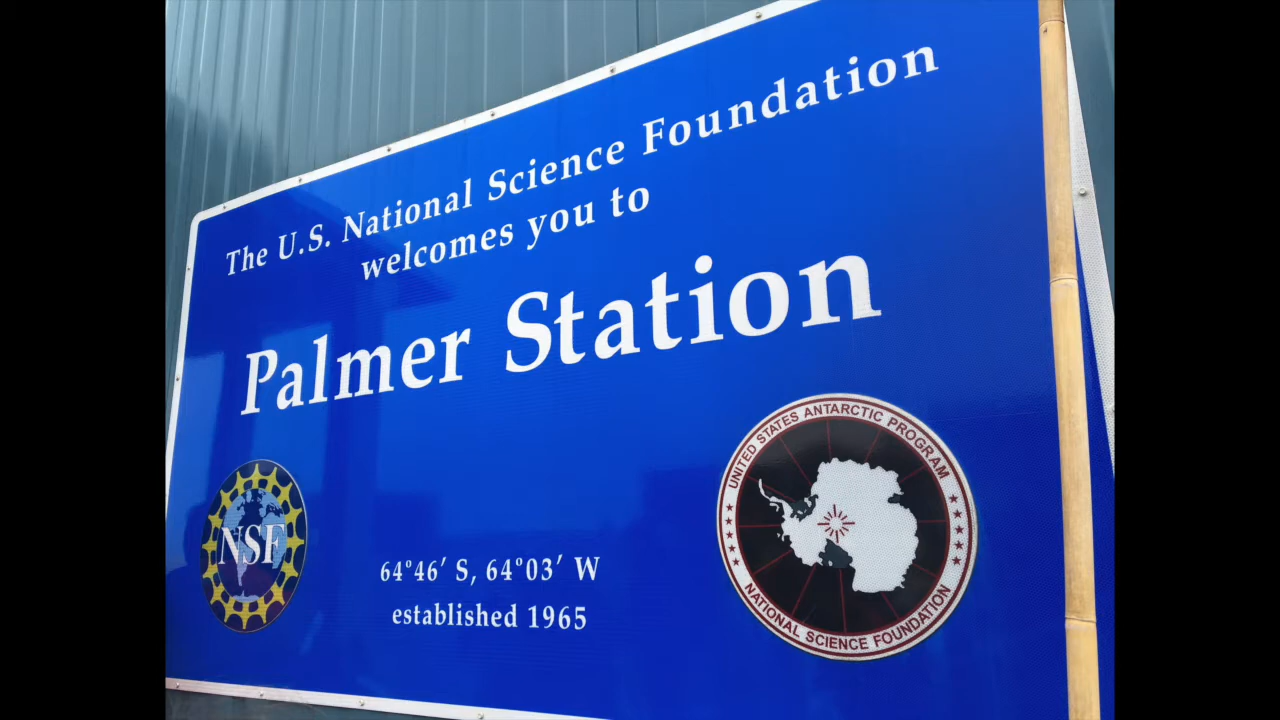 The U.S. National Science Foundation
welcomes you to
Palmer Station
NSF
64°46′ S, 64°03′ W
established 1965
UNITED STATES ANTARCTIC PROGRAM
NATIONAL SCIENCE FOUNDATION